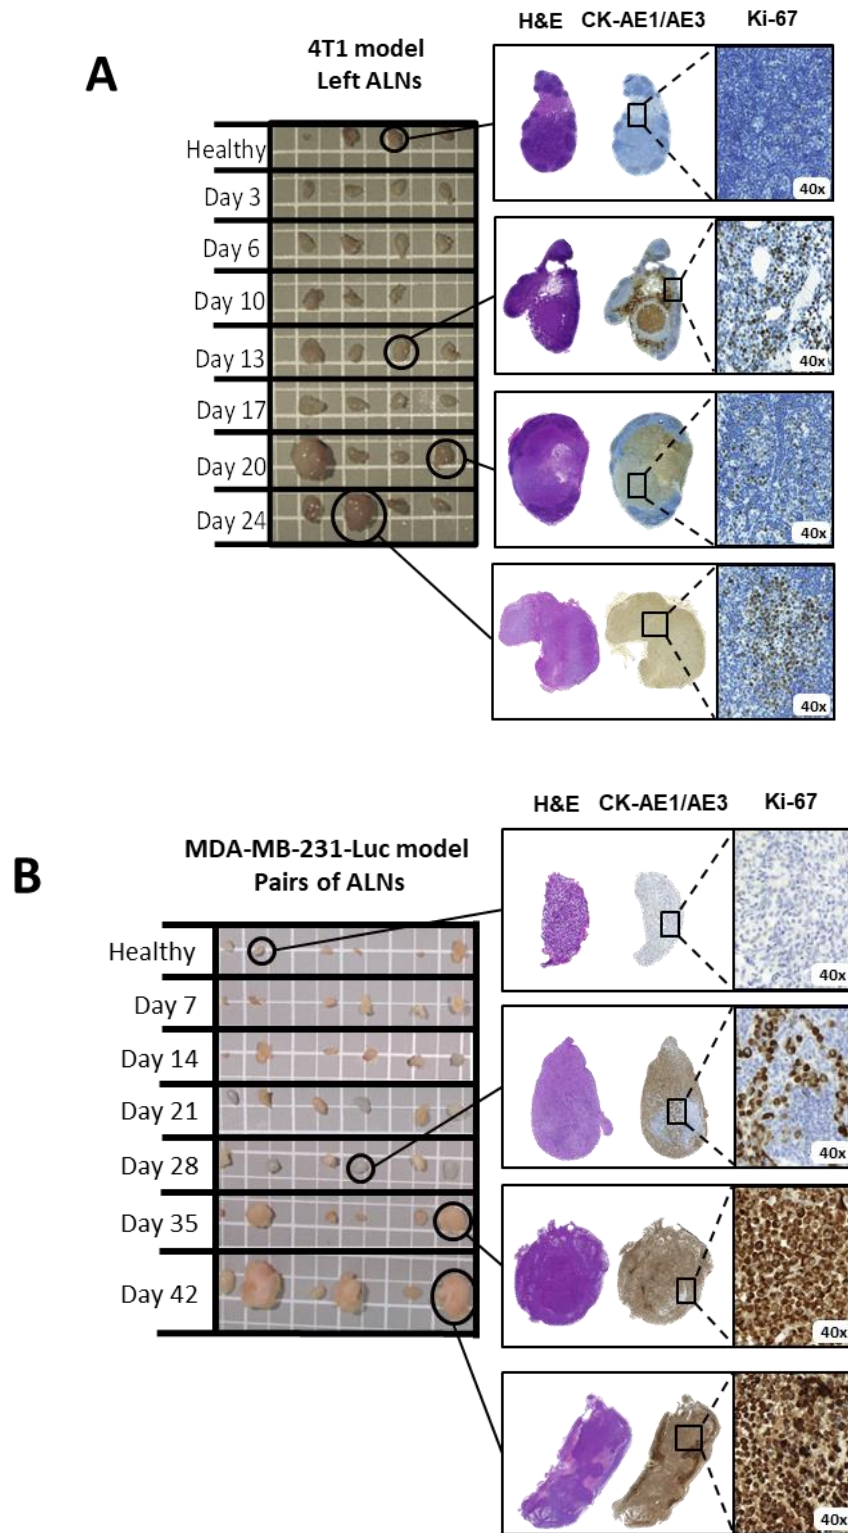 A
4T1 model
Left ALNs
H&E CK-AE1/AE3 Ki-67
Healthy
Day 3
Day 6
Day 10
Day 13
Day 17
Day 20
Day 24
40x
40x
40x
40x
B
MDA-MB-231-Luc model
Pairs of ALNs
H&E CK-AE1/AE3 Ki-67
Healthy
Day 7
Day 14
Day 21
Day 28
Day 35
Day 42
40x
40x
40x
40x